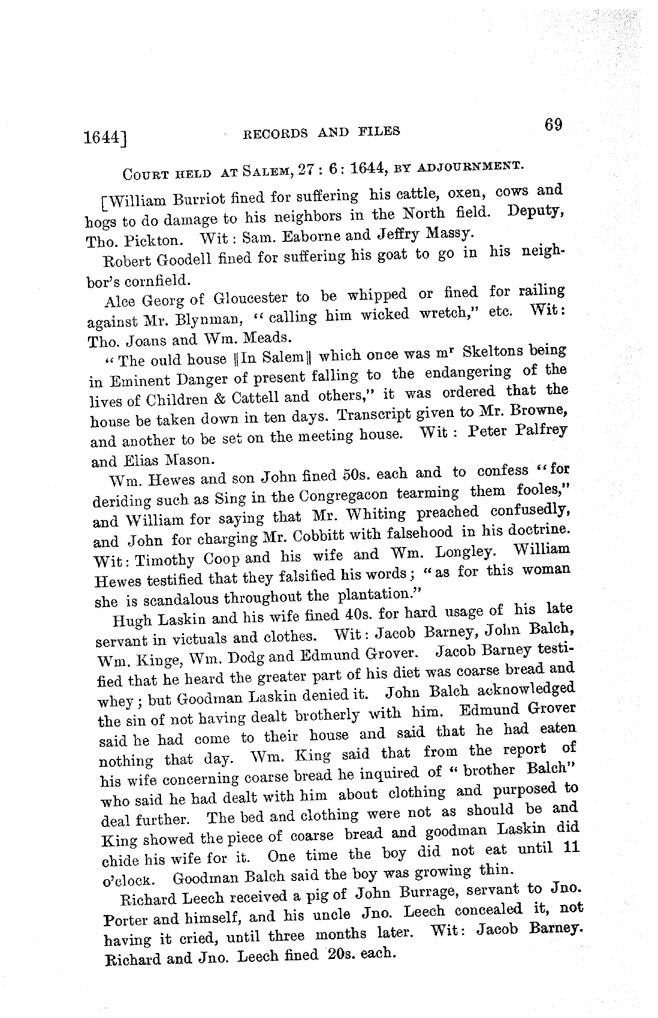 1644] RECORDS AND FILES 69
COURT HELD AT SALEM, 27 : 6 : 1644, BY ADJOURNMENT.
[William Burriot fined for suffering his cattle, oxen, cows and
hogs to do damage to his neighbors in the North field. Deputy,
Tho. Pickton. Wit : Sam. Eaborne and Jeffry Massy.
Robert Goodell fined for suffering his goat to go in his neigh-
bor's cornfield.
Alce Georg of Gloucester to be whipped or fined for railing
against Mr. Blynman, “ calling him wicked wretch,” etc. Wit:
Tho. Joans and Wm. Meads.
“ The ould house ||In Salem|| which once was mʳ Skeltons being
in Eminent Danger of present falling to the endangering of the
lives of Children & Cattell and others,” it was ordered that the
house be taken down in ten days. Transcript given to Mr. Browne,
and another to be set on the meeting house. Wit : Peter Palfrey
and Elias Mason.
Wm. Hewes and son John fined 50s. each and to confess “ for
deriding such as Sing in the Congregacon tearming them fooles,”
and William for saying that Mr. Whiting preached confusedly,
and John for charging Mr. Cobbitt with falsehood in his doctrine.
Wit: Timothy Coop and his wife and Wm. Longley. William
Hewes testified that they falsified his words ; “ as for this woman
she is scandalous throughout the plantation.”
Hugh Laskin and his wife fined 40s. for hard usage of his late
servant in victuals and clothes. Wit: Jacob Barney, John Balch,
Wm. Kinge, Wm. Dodg and Edmund Grover. Jacob Barney testi-
fied that he heard the greater part of his diet was coarse bread and
whey ; but Goodman Laskin denied it. John Balch acknowledged
the sin of not having dealt brotherly with him. Edmund Grover
said he had come to their house and said that he had eaten
nothing that day. Wm. King said that from the report of
his wife concerning coarse bread he inquired of “ brother Balch”
who said he had dealt with him about clothing and purposed to
deal further. The bed and clothing were not as should be and
King showed the piece of coarse bread and goodman Laskin did
chide his wife for it. One time the boy did not eat until 11
o'clock. Goodman Balch said the boy was growing thin.
Richard Leech received a pig of John Burrage, servant to Jno.
Porter and himself, and his uncle Jno. Leech concealed it, not
having it cried, until three months later. Wit: Jacob Barney.
Richard and Jno. Leech fined 20s. each.